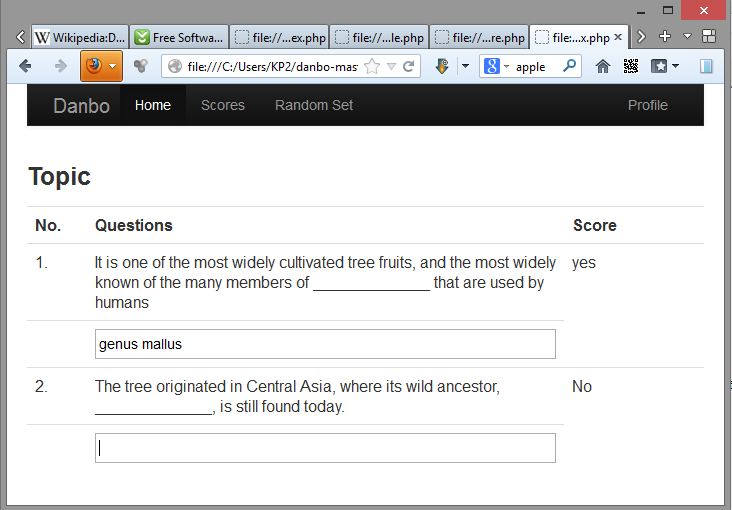 Wikipedia:D... Free Softwa... file://...ex.php file://...le.php file://...re.php file:...x.php
file:///C:/Users/KP2/danbo-mas apple
Danbo Home Scores Random Set Profile
Topic
No. Questions Score
1. It is one of the most widely cultivated tree fruits, and the most widely yes
known of the many members of ______________ that are used by
humans
genus mallus
2. The tree originated in Central Asia, where its wild ancestor, No
______________, is still found today.